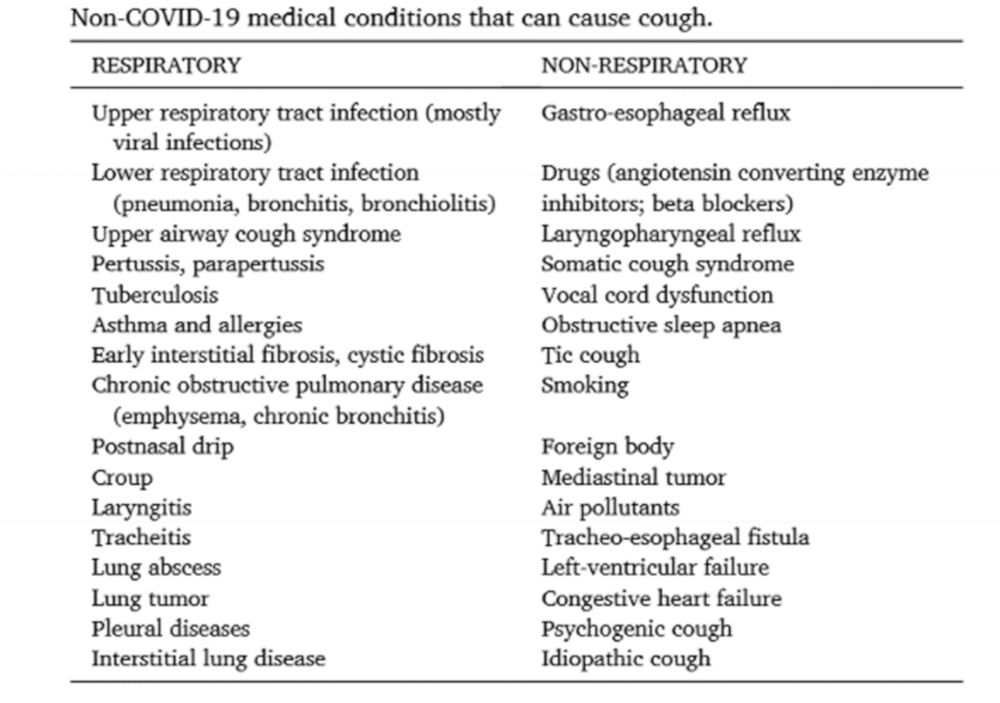 Non-COVID-19 medical conditions that can cause cough.
RESPIRATORY NON-RESPIRATORY
Upper respiratory tract infection (mostly Gastro-esophageal reflux
viral infections)
Lower respiratory tract infection Drugs (angiotensin converting enzyme
(pneumonia, bronchitis, bronchiolitis) inhibitors; beta blockers)
Upper airway cough syndrome Laryngopharyngeal reflux
Pertussis, parapertussis Somatic cough syndrome
Tuberculosis Vocal cord dysfunction
Asthma and allergies Obstructive sleep apnea
Early interstitial fibrosis, cystic fibrosis Tic cough
Chronic obstructive pulmonary disease Smoking
(emphysema, chronic bronchitis)
Postnasal drip Foreign body
Croup Mediastinal tumor
Laryngitis Air pollutants
Tracheitis Tracheo-esophageal fistula
Lung abscess Left-ventricular failure
Lung tumor Congestive heart failure
Pleural diseases Psychogenic cough
Interstitial lung disease Idiopathic cough